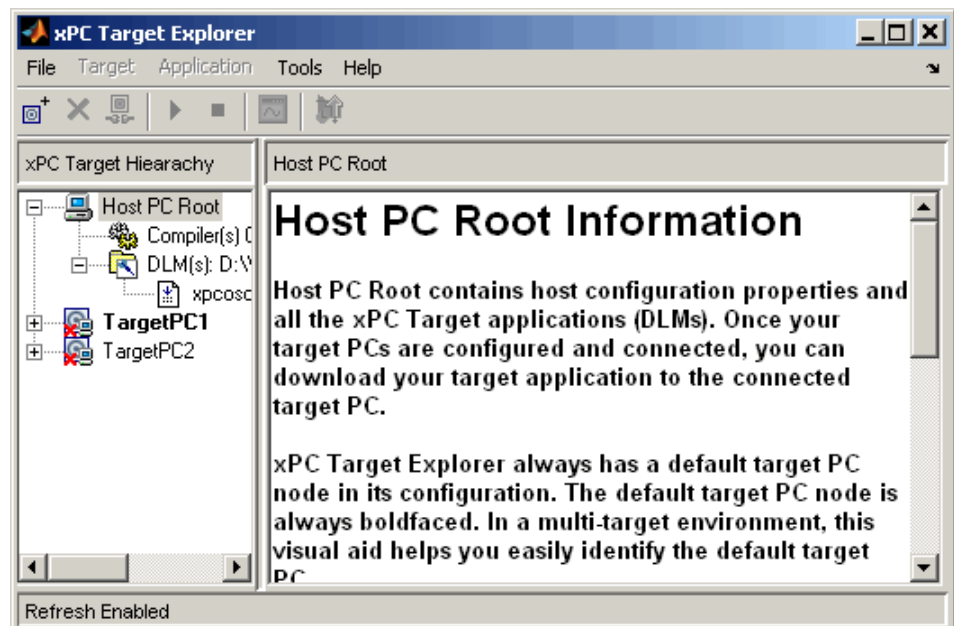 xPC Target Explorer
File Target Application Tools Help
xPC Target Hiearachy
Host PC Root
Host PC Root
Compiler(s) C
DLM(s): D:\
xpcosc
TargetPC1
TargetPC2
Host PC Root Information
Host PC Root contains host configuration properties and
all the xPC Target applications (DLMs). Once your
target PCs are configured and connected, you can
download your target application to the connected
target PC.
xPC Target Explorer always has a default target PC
node in its configuration. The default target PC node is
always boldfaced. In a multi-target environment, this
visual aid helps you easily identify the default target
PC
Refresh Enabled